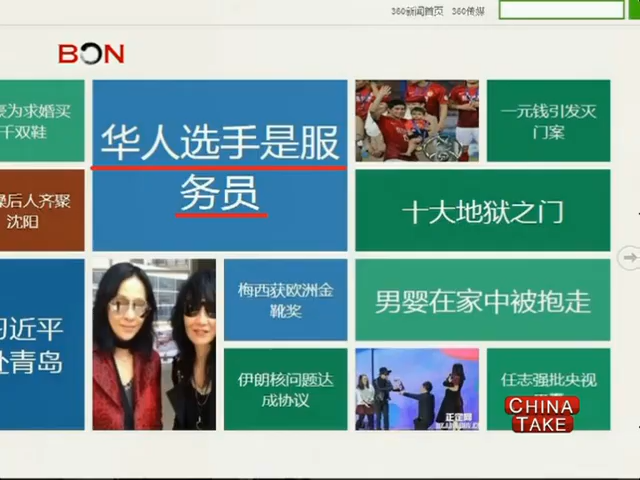 360新闻首页 360传媒
BON
豪为求婚买
千双鞋
华人选手是服
务员
一元钱引发灭
门案
后人齐聚
沈阳
十大地狱之门
习近平
赴青岛
梅西获欧洲金
靴奖
男婴在家中被抱走
伊朗核问题达
成协议
正定网
任志强批央视
CHINA
TAKE